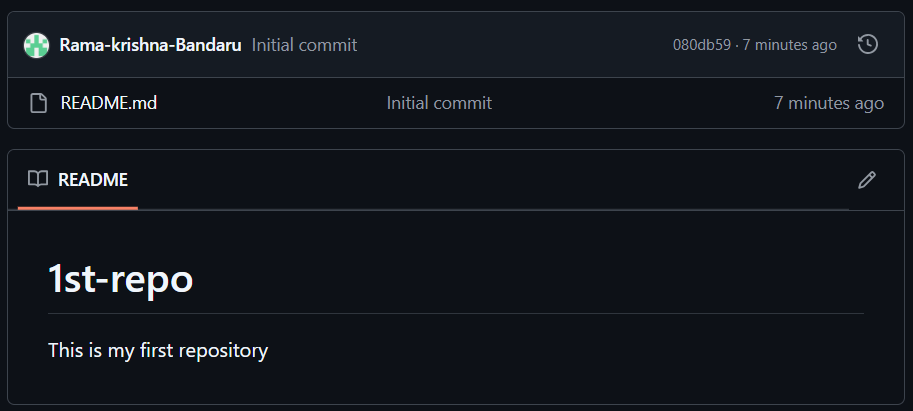 Rama-krishna-Bandaru Initial commit 080db59 · 7 minutes ago
README.md Initial commit 7 minutes ago
README
1st-repo
This is my first repository